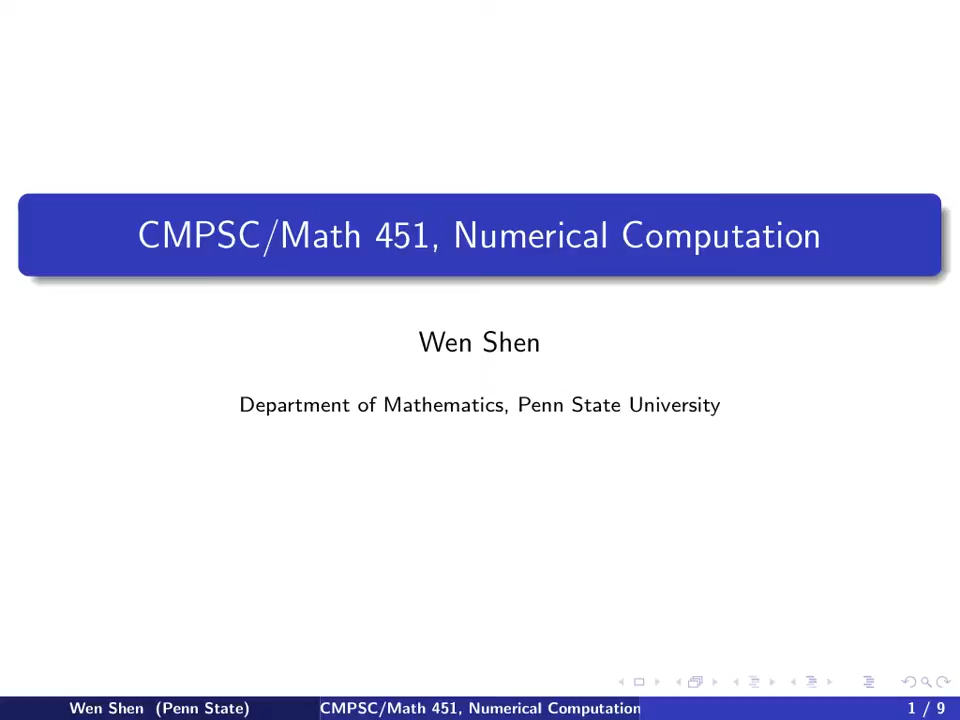 CMPSC/Math 451, Numerical Computation
Wen Shen
Department of Mathematics, Penn State University
Wen Shen (Penn State) CMPSC/Math 451, Numerical Computation 1 / 9